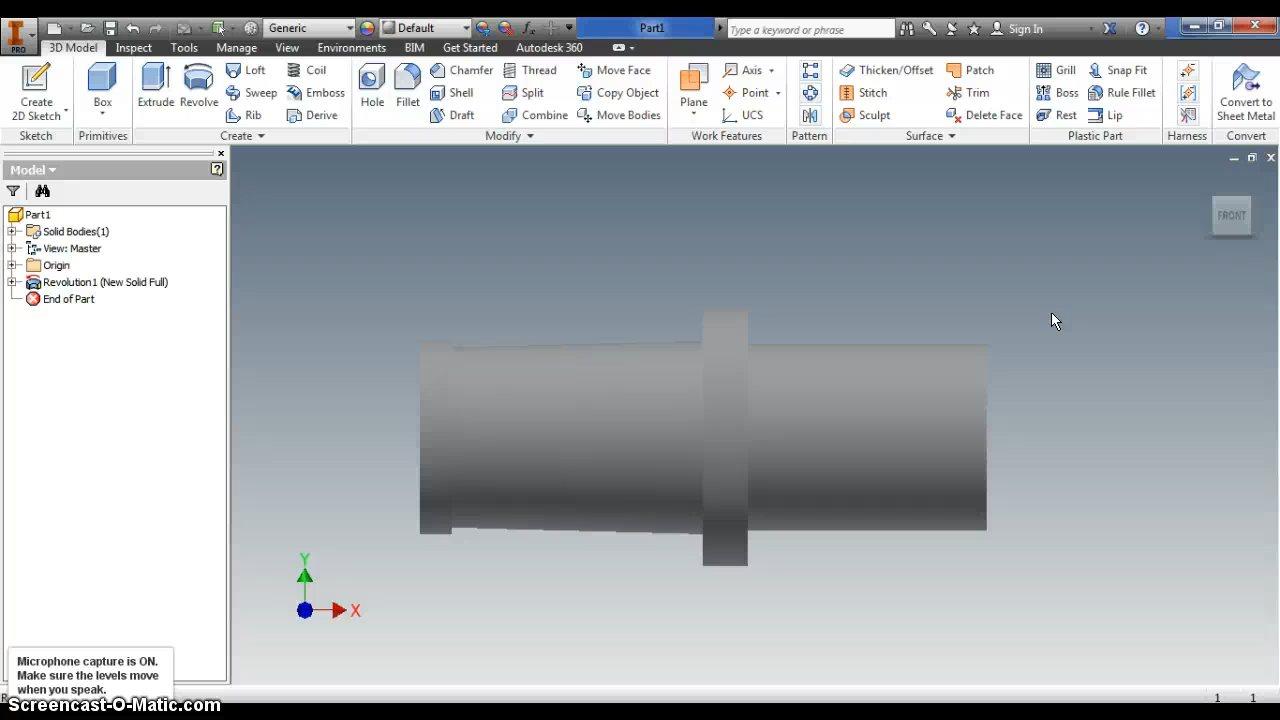 Generic
Default
Part1
Type a keyword or phrase
Sign In
PRO
3D Model Inspect Tools Manage View Environments BIM Get Started Autodesk 360
Create
2D Sketch
Box
Extrude
Revolve
Loft
Sweep
Rib
Coil
Emboss
Derive
Hole
Fillet
Chamfer
Shell
Draft
Thread
Split
Combine
Move Face
Copy Object
Move Bodies
Plane
Axis
Point
UCS
Thicken/Offset
Stitch
Sculpt
Patch
Trim
Delete Face
Grill
Boss
Rest
Snap Fit
Rule Fillet
Lip
Convert to
Sheet Metal
Sketch Primitives Create Modify Work Features Pattern Surface Plastic Part Harness Convert
Model
Part1
Solid Bodies(1)
View: Master
Origin
Revolution1 (New Solid Full)
End of Part
FRONT
Y
X
Microphone capture is ON.
Make sure the levels move
when you speak.
Screencast-O-Matic.com
1 1